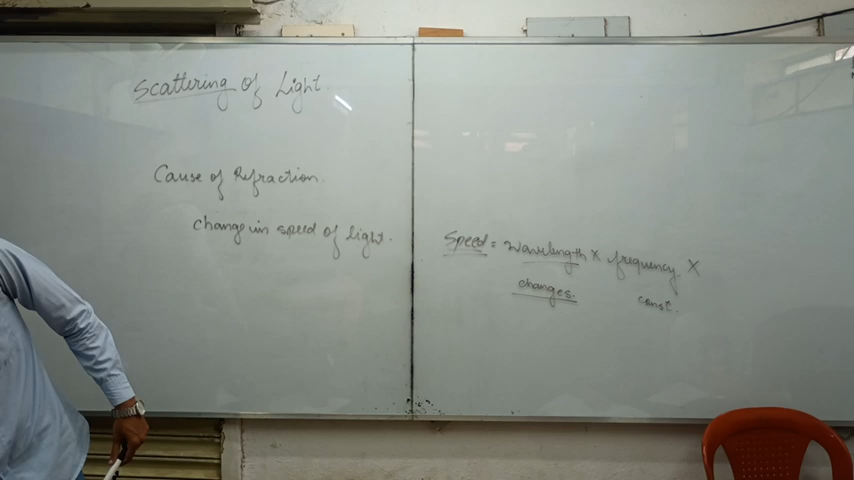 Scattering of Light
Cause of Refraction.
change in speed of light.
Speed = Wavelength × frequency ×
changes.
const.